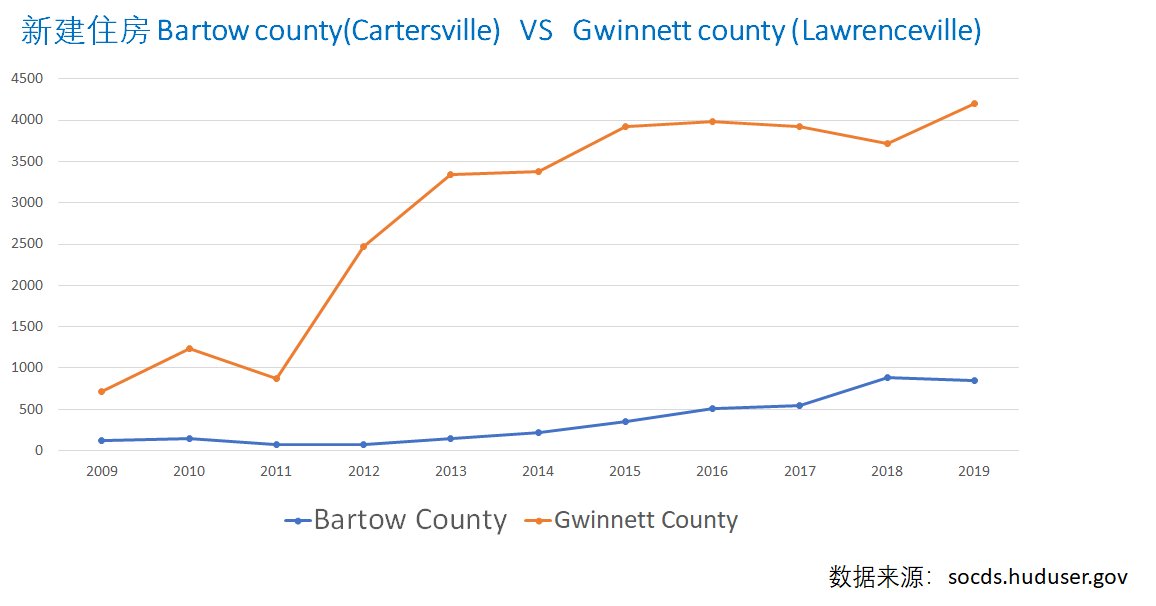 新建住房 Bartow county(Cartersville) VS Gwinnett county (Lawrenceville)
4500
4000
3500
3000
2500
2000
1500
1000
500
0
2009 2010 2011 2012 2013 2014 2015 2016 2017 2018 2019
Bartow County Gwinnett County
数据来源：socds.huduser.gov